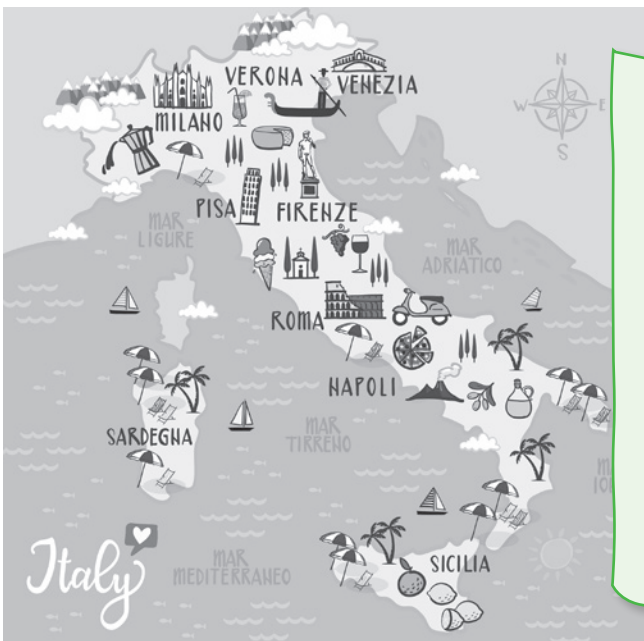 N
VERONA
VENEZIA
W E
MILANO
S
PISA
FIRENZE
MAR
LIGURE
MAR
ADRIATICO
ROMA
NAPOLI
SARDEGNA
MAR
TIRRENO
SICILIA
MAR
MEDITERRANEO
Italy